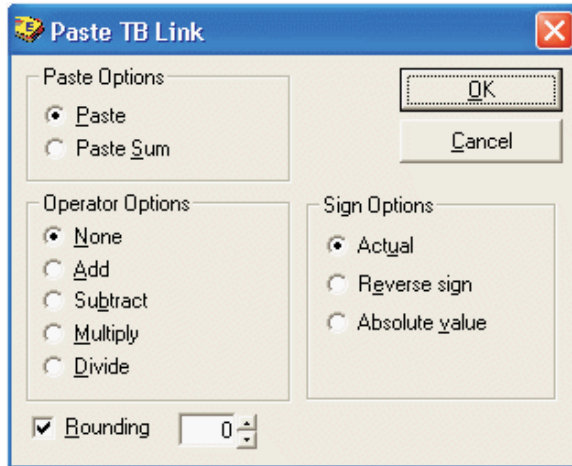 Paste TB Link
Paste Options
Paste
Paste Sum
OK
Cancel
Operator Options
None
Add
Subtract
Multiply
Divide
Sign Options
Actual
Reverse sign
Absolute value
Rounding 0